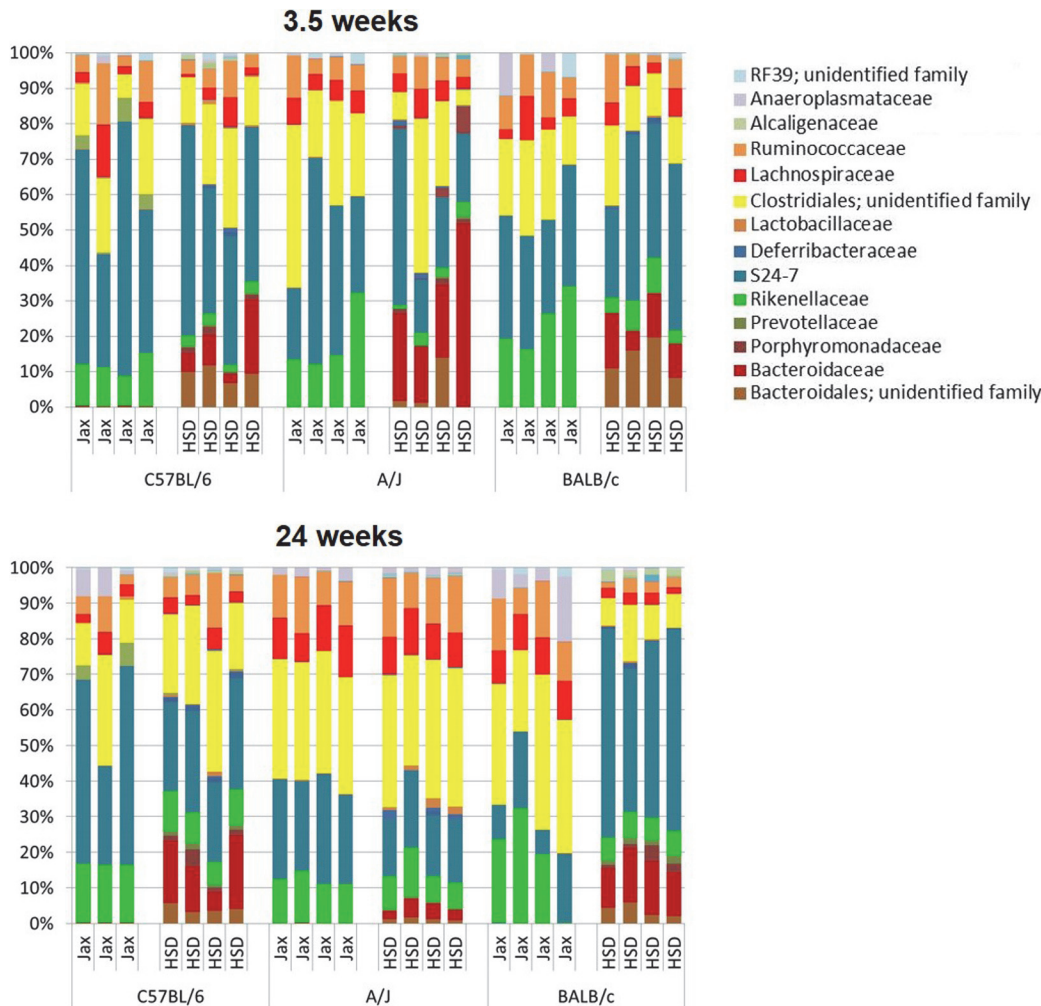 3.5 weeks
100%
90%
80%
70%
60%
50%
40%
30%
20%
10%
0%
Jax Jax Jax Jax HSD HSD HSD HSD Jax Jax Jax Jax HSD HSD HSD HSD Jax Jax Jax Jax HSD HSD HSD HSD
C57BL/6 A/J BALB/c
RF39; unidentified family
Anaeroplasmataceae
Alcaligenaceae
Ruminococcaceae
Lachnospiraceae
Clostridiales; unidentified family
Lactobacillaceae
Deferribacteraceae
S24-7
Rikenellaceae
Prevotellaceae
Porphyromonadaceae
Bacteroidaceae
Bacteroidales; unidentified family
24 weeks
100%
90%
80%
70%
60%
50%
40%
30%
20%
10%
0%
Jax Jax Jax HSD HSD HSD HSD Jax Jax Jax Jax HSD HSD HSD HSD Jax Jax Jax Jax HSD HSD HSD HSD
C57BL/6 A/J BALB/c